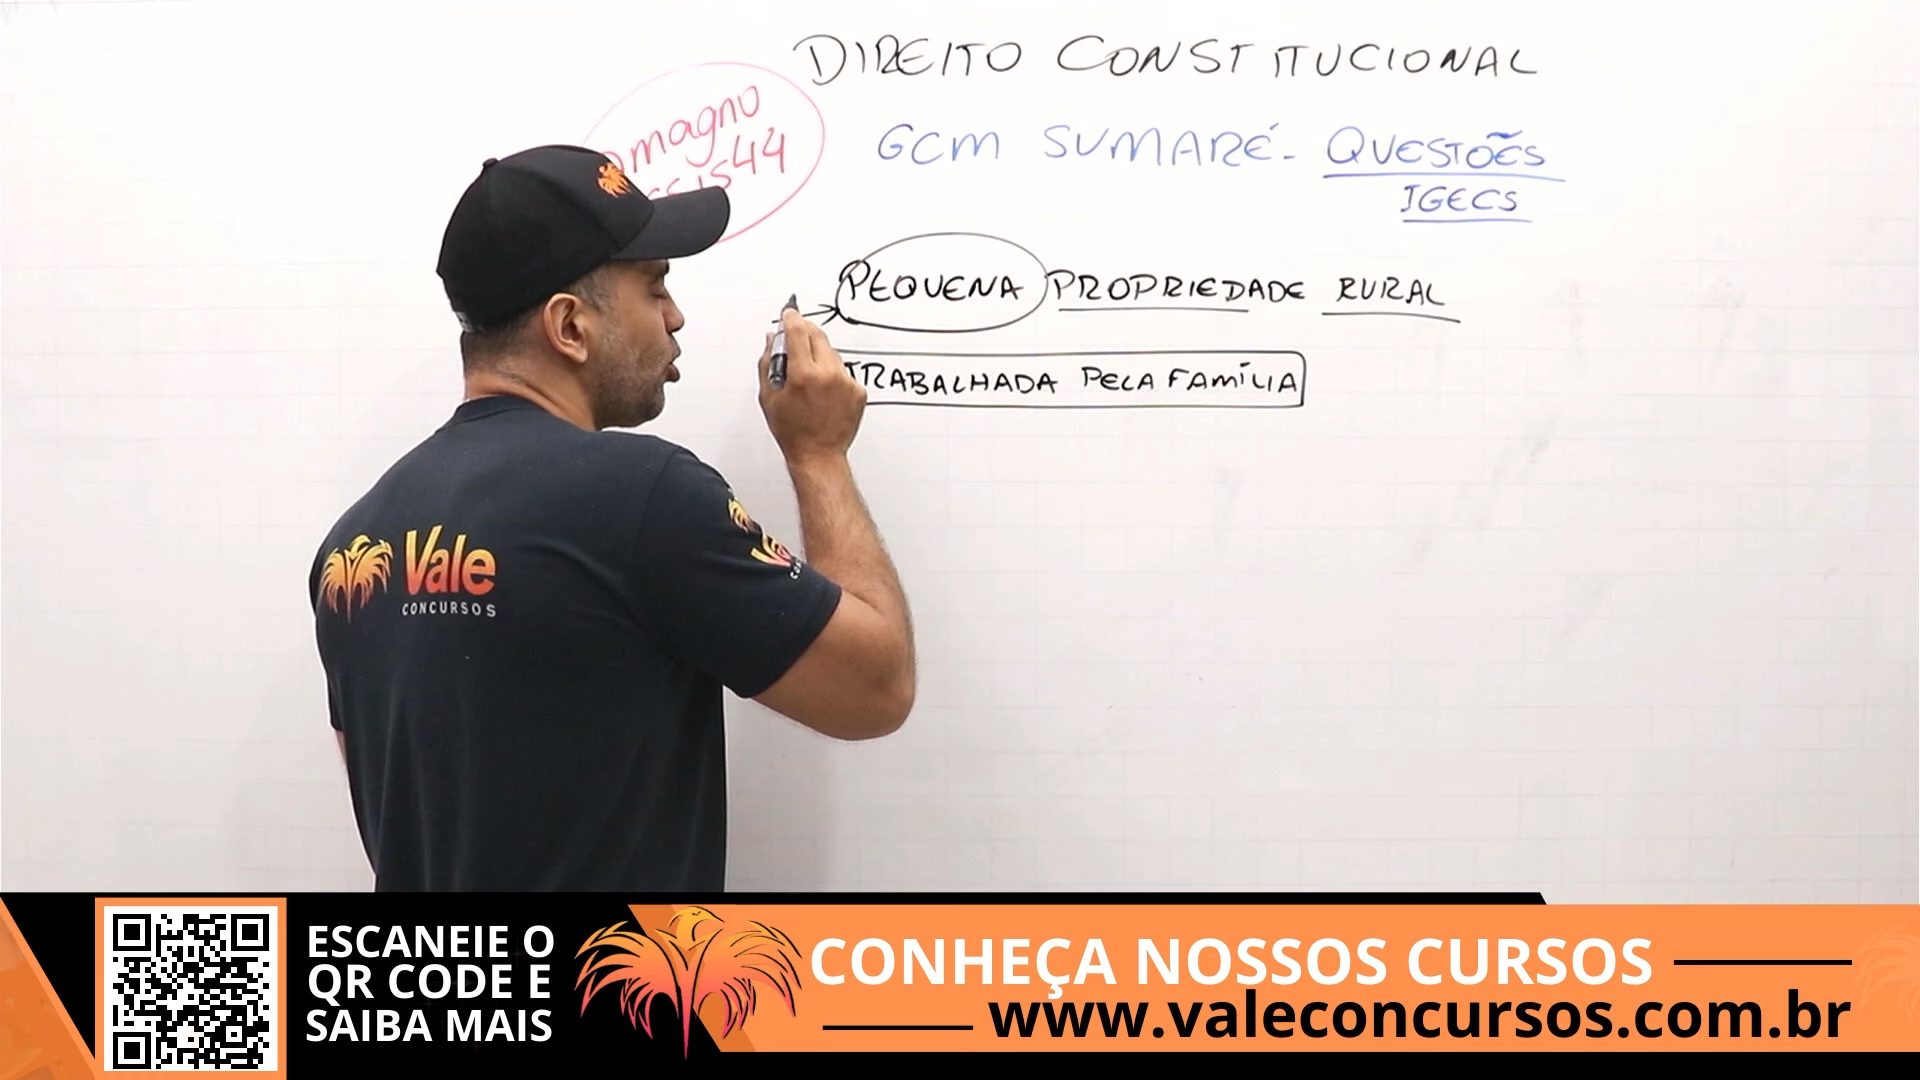 DIREITO CONSTITUCIONAL
magno
44
GCM SUMARÉ - QUESTÕES
IGECS
PEQUENA PROPRIEDADE RURAL
TRABALHADA PELA FAMÍLIA
Vale
CONCURSOS
ESCANEIE O
QR CODE E
SAIBA MAIS
CONHEÇA NOSSOS CURSOS
www.valeconcursos.com.br